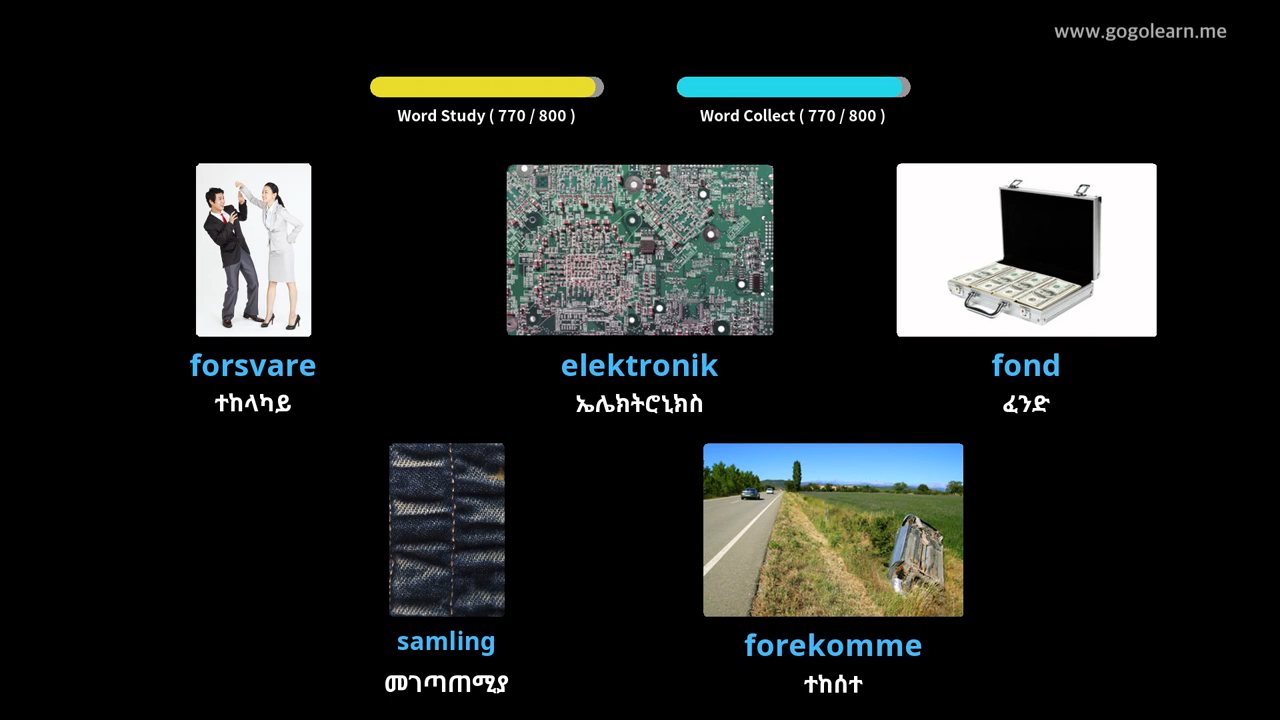 www.gogolearn.me
Word Study ( 770 / 800 )
Word Collect ( 770 / 800 )
forsvare
ተከላካይ
elektronik
ኤሌክትሮኒክስ
fond
ፈንድ
samling
መገጣጠሚያ
forekomme
ተከሰተ